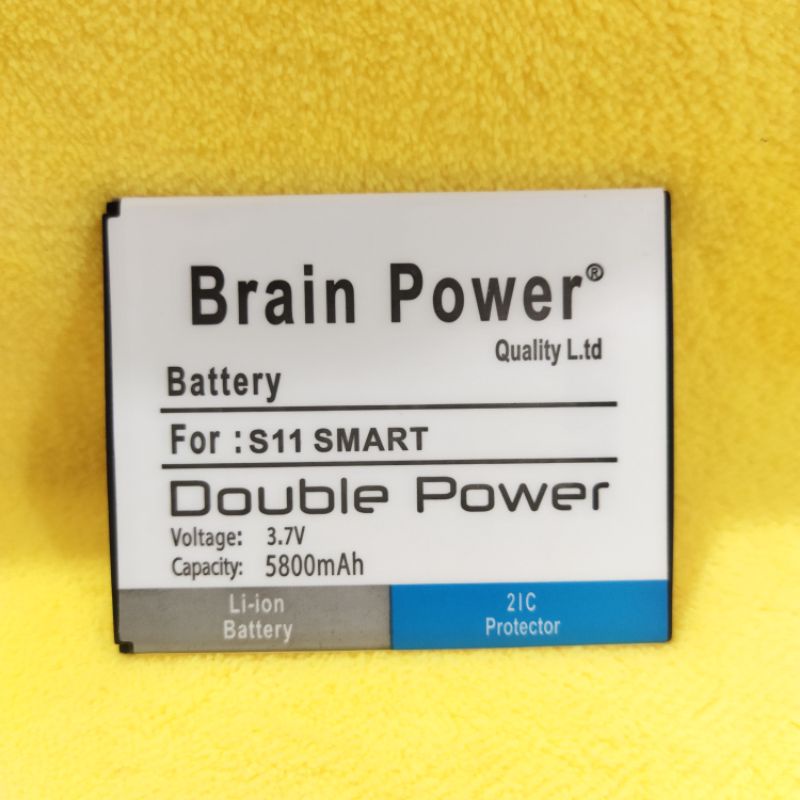 Brain Power®
Quality L.td
Battery
For : S11 SMART
Double Power
Voltage: 3.7V
Capacity: 5800mAh
Li-ion
Battery
2IC
Protector